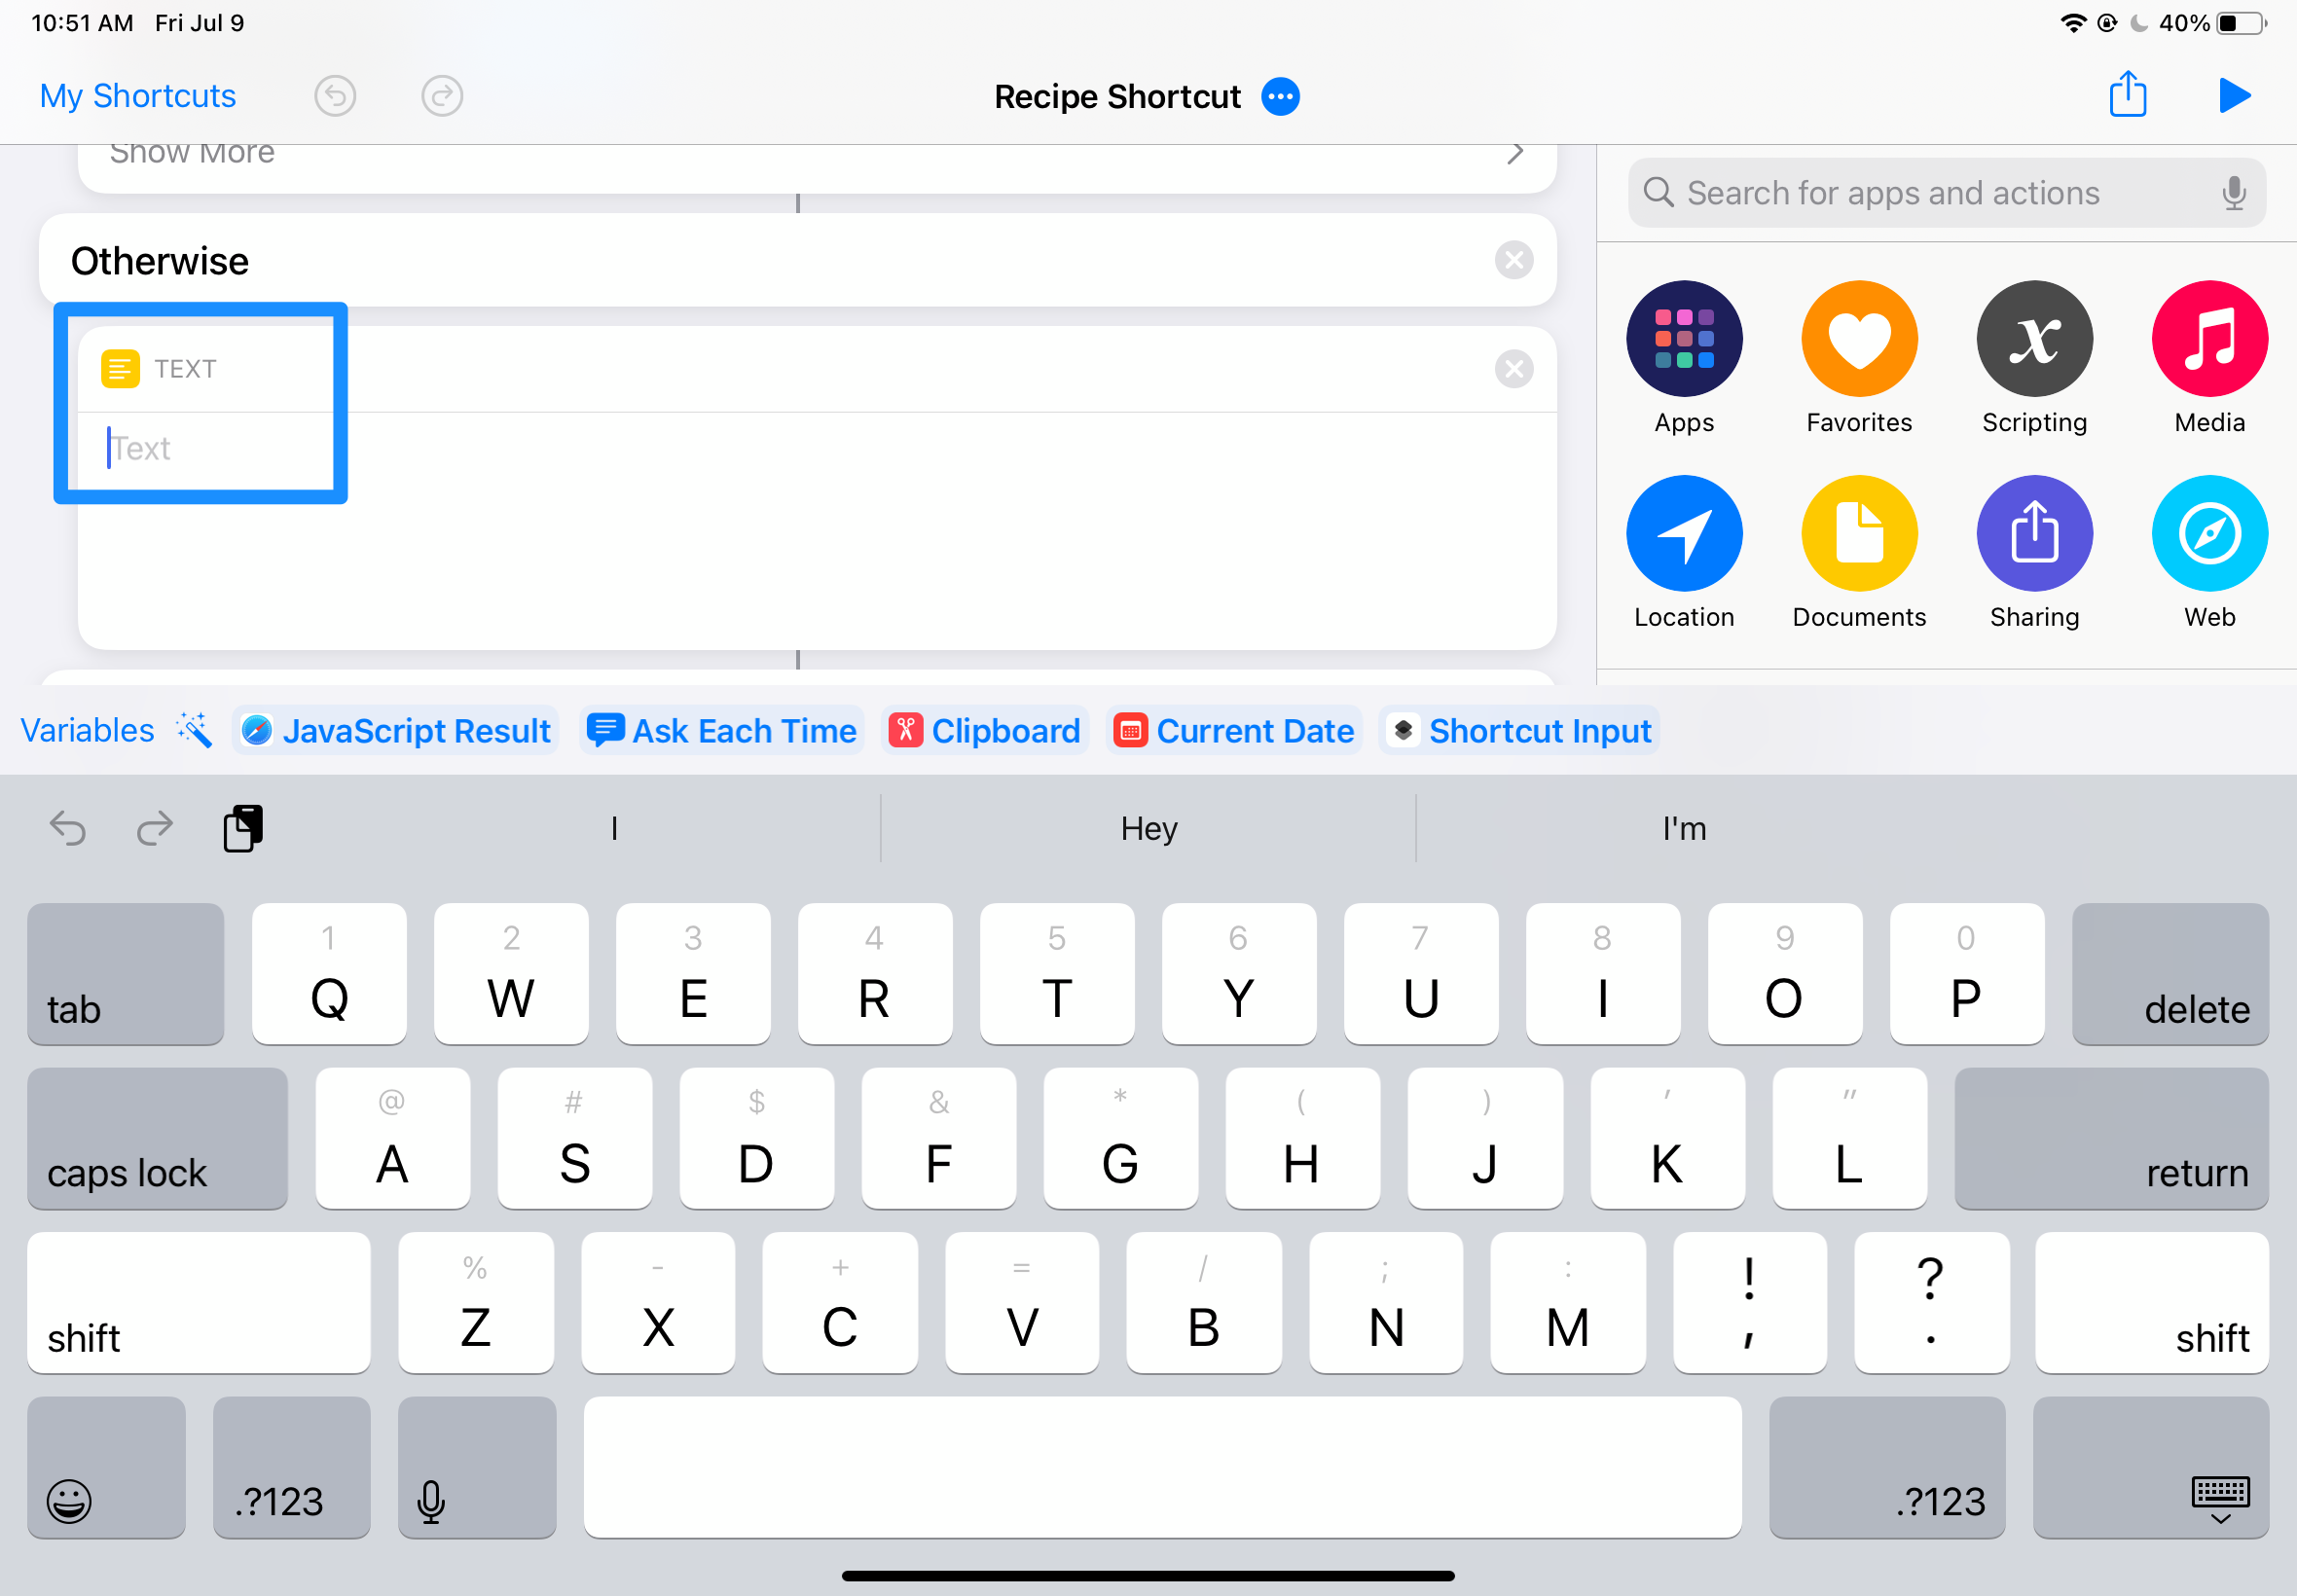 10:51 AM Fri Jul 9
40%
My Shortcuts
Recipe Shortcut
Show More
Search for apps and actions
Otherwise
TEXT
Text
Apps
Favorites
Scripting
Media
Location
Documents
Sharing
Web
Variables JavaScript Result Ask Each Time Clipboard Current Date Shortcut Input
I Hey I'm
1 2 3 4 5 6 7 8 9 0
tab Q W E R T Y U I O P delete
@ # $ & * ( ) ' "
caps lock A S D F G H J K L return
% - + = / ; : ! ?
shift Z X C V B N M , . shift
.?123 .?123